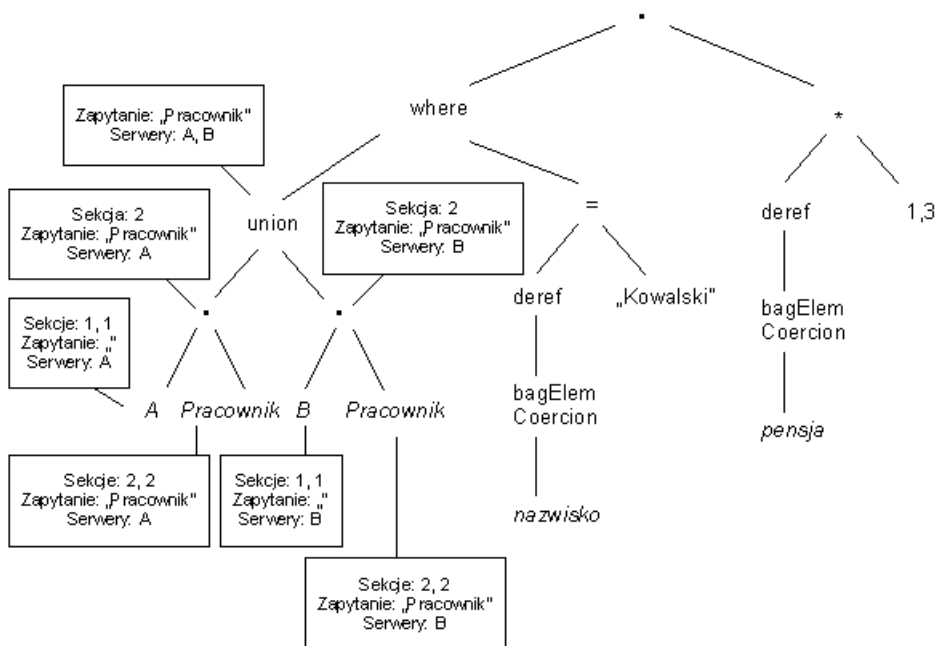 .
where
*
Zapytanie: „Pracownik"
Serwery: A, B
union
=
deref
1,3
Sekcja: 2
Zapytanie: „Pracownik"
Serwery: A
Sekcja: 2
Zapytanie: „Pracownik"
Serwery: B
.
.
deref
„Kowalski"
bagElem
Coercion
Sekcje: 1, 1
Zapytanie: „"
Serwery: A
A
Pracownik
B
Pracownik
bagElem
Coercion
pensja
Sekcje: 2, 2
Zapytanie: „Pracownik"
Serwery: A
Sekcje: 1, 1
Zapytanie: „"
Serwery: B
nazwisko
Sekcje: 2, 2
Zapytanie: „Pracownik"
Serwery: B